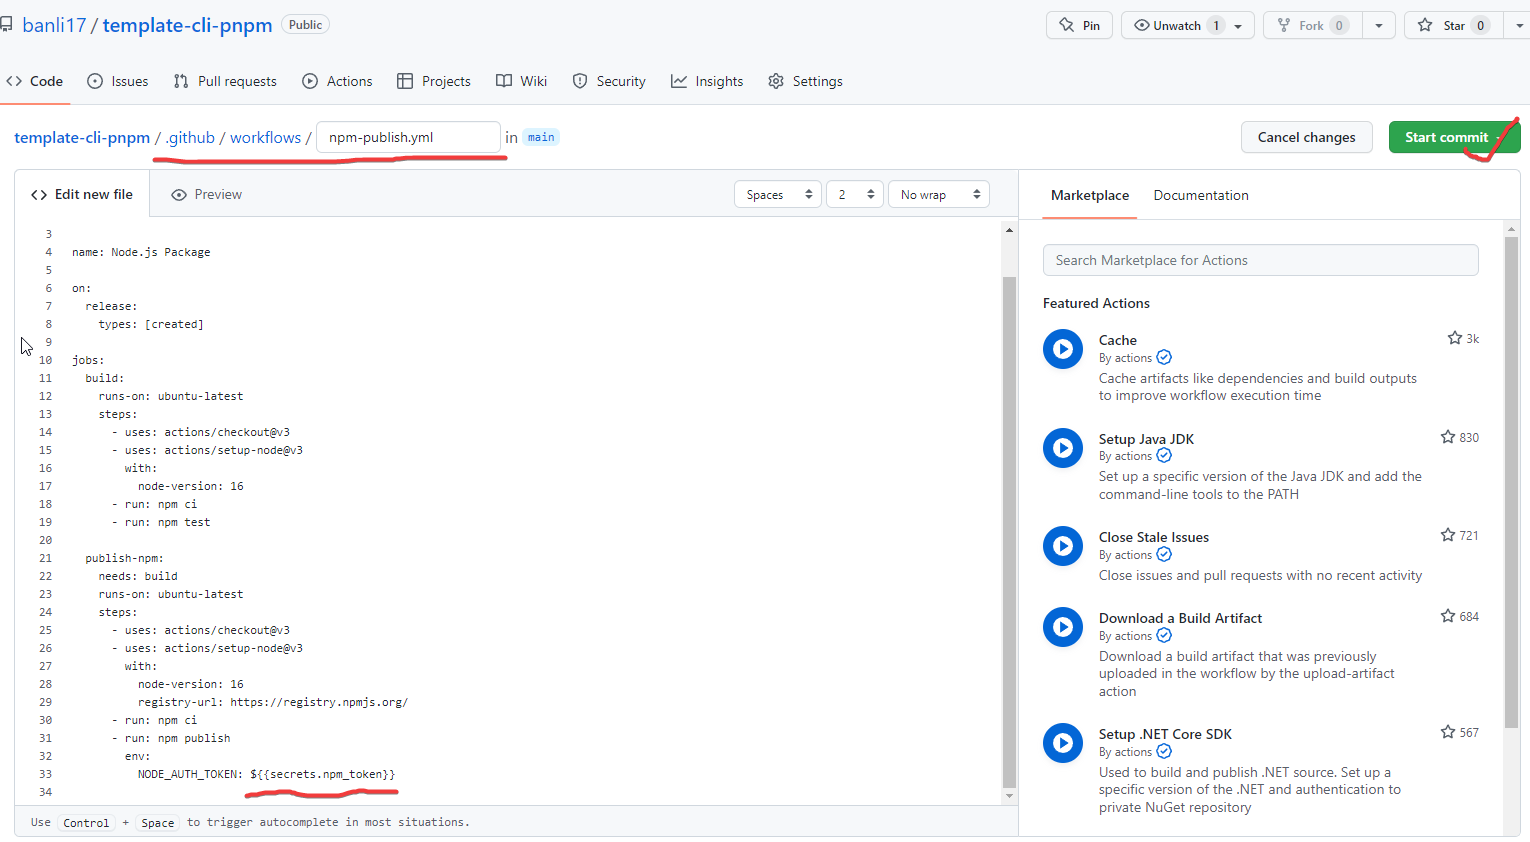 banli17 / template-cli-pnpm Public Pin Unwatch 1 Fork 0 Star 0
Code Issues Pull requests Actions Projects Wiki Security Insights Settings
template-cli-pnpm / .github / workflows / npm-publish.yml in main Cancel changes Start commit
Edit new file Preview Spaces 2 No wrap
3
4 name: Node.js Package
5
6 on:
7 release:
8 types: [created]
9
10 jobs:
11 build:
12 runs-on: ubuntu-latest
13 steps:
14 - uses: actions/checkout@v3
15 - uses: actions/setup-node@v3
16 with:
17 node-version: 16
18 - run: npm ci
19 - run: npm test
20
21 publish-npm:
22 needs: build
23 runs-on: ubuntu-latest
24 steps:
25 - uses: actions/checkout@v3
26 - uses: actions/setup-node@v3
27 with:
28 node-version: 16
29 registry-url: https://registry.npmjs.org/
30 - run: npm ci
31 - run: npm publish
32 env:
33 NODE_AUTH_TOKEN: ${{secrets.npm_token}}
34
Use Control + Space to trigger autocomplete in most situations.
Marketplace Documentation
Search Marketplace for Actions
Featured Actions
Cache 3k
By actions
Cache artifacts like dependencies and build outputs
to improve workflow execution time
Setup Java JDK 830
By actions
Set up a specific version of the Java JDK and add the
command-line tools to the PATH
Close Stale Issues 721
By actions
Close issues and pull requests with no recent activity
Download a Build Artifact 684
By actions
Download a build artifact that was previously
uploaded in the workflow by the upload-artifact
action
Setup .NET Core SDK 567
By actions
Used to build and publish .NET source. Set up a
specific version of the .NET and authentication to
private NuGet repository